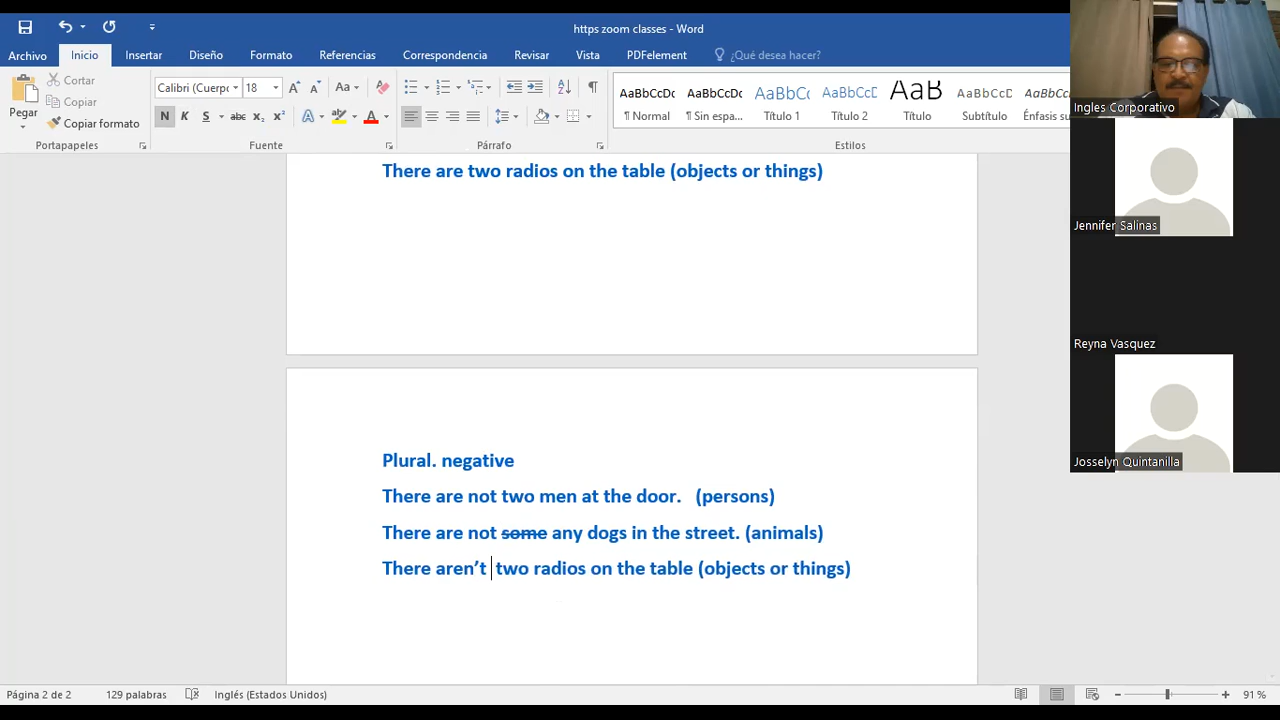 https zoom classes - Word
Archivo Inicio Insertar Diseño Formato Referencias Correspondencia Revisar Vista PDFelement ¿Qué desea hacer?
Pegar
Cortar
Copiar
Copiar formato
Portapapeles
Calibri (Cuerpo 18
N K S abc x₂ x²
Fuente
Párrafo
AaBbCcDc AaBbCcDc AaBbCc AaBbCcD AaB AaBbCcD AaBbCcD
¶ Normal ¶ Sin espa... Título 1 Título 2 Título Subtítulo Énfasis su
Estilos
There are two radios on the table (objects or things)
Plural. negative
There are not two men at the door. (persons)
There are not some any dogs in the street. (animals)
There aren’t two radios on the table (objects or things)
Página 2 de 2 129 palabras Inglés (Estados Unidos) 91 %
Ingles Corporativo
Jennifer Salinas
Reyna Vasquez
Josselyn Quintanilla